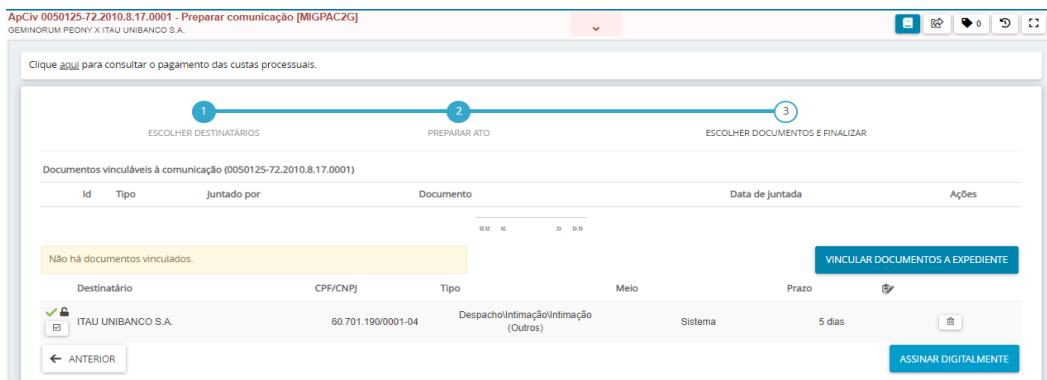 ApCiv 0050125-72.2010.8.17.0001 - Preparar comunicação [MIGPAC2G]
GEMINORUM PEONY X ITAU UNIBANCO S.A.
0
Clique aqui para consultar o pagamento das custas processuais.
1 2 3
ESCOLHER DESTINATÁRIOS PREPARAR ATO ESCOLHER DOCUMENTOS E FINALIZAR
Documentos vinculáveis à comunicação (0050125-72.2010.8.17.0001)
Id Tipo Juntado por Documento Data de juntada Ações
«« « » »»
Não há documentos vinculados. VINCULAR DOCUMENTOS A EXPEDIENTE
Destinatário CPF/CNPJ Tipo Meio Prazo
ITAU UNIBANCO S.A. 60.701.190/0001-04 Despacho\Intimação\Intimação (Outros) Sistema 5 dias
ANTERIOR ASSINAR DIGITALMENTE